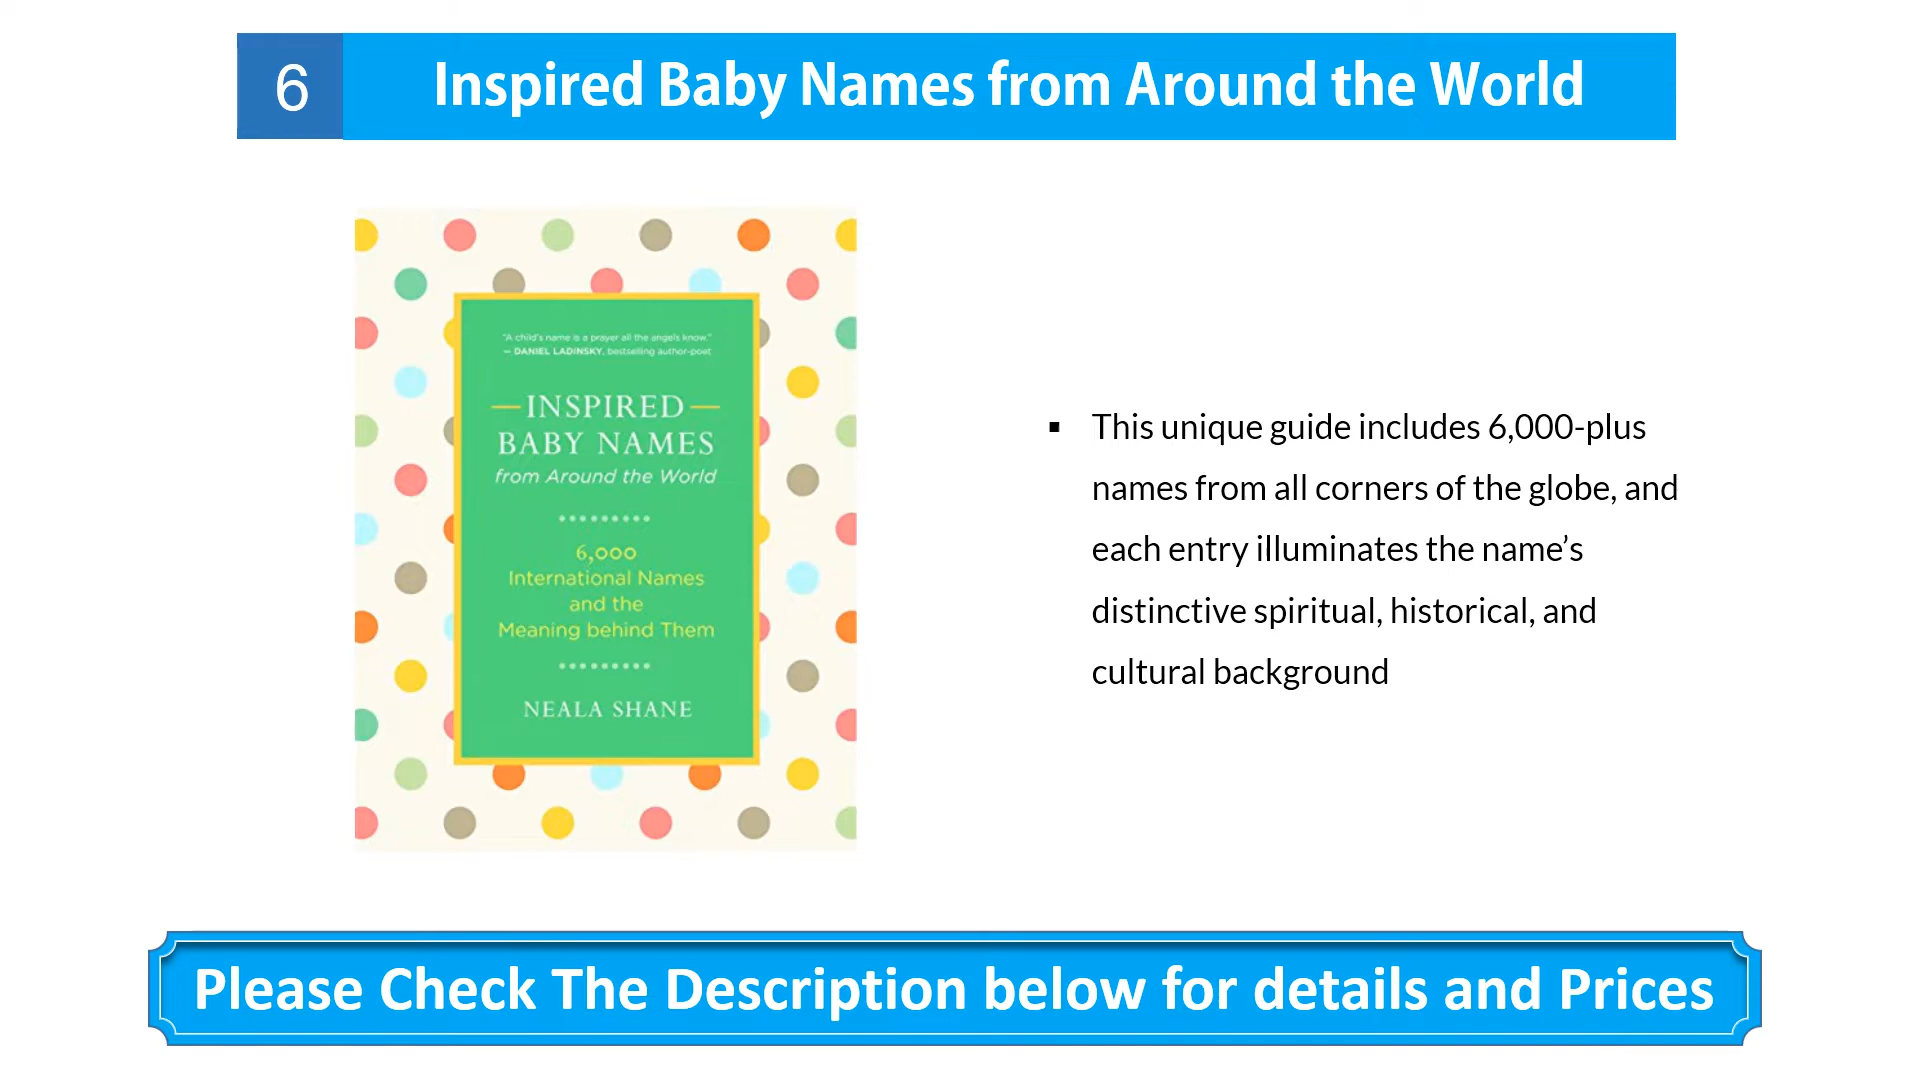 6
Inspired Baby Names from Around the World
"A child's name is a prayer all the angels know."
— DANIEL LADINSKY, bestselling author-poet
INSPIRED
BABY NAMES
from Around the World
6,000
International Names
and the
Meaning behind Them
NEALA SHANE
▪ This unique guide includes 6,000-plus
names from all corners of the globe, and
each entry illuminates the name’s
distinctive spiritual, historical, and
cultural background
Please Check The Description below for details and Prices